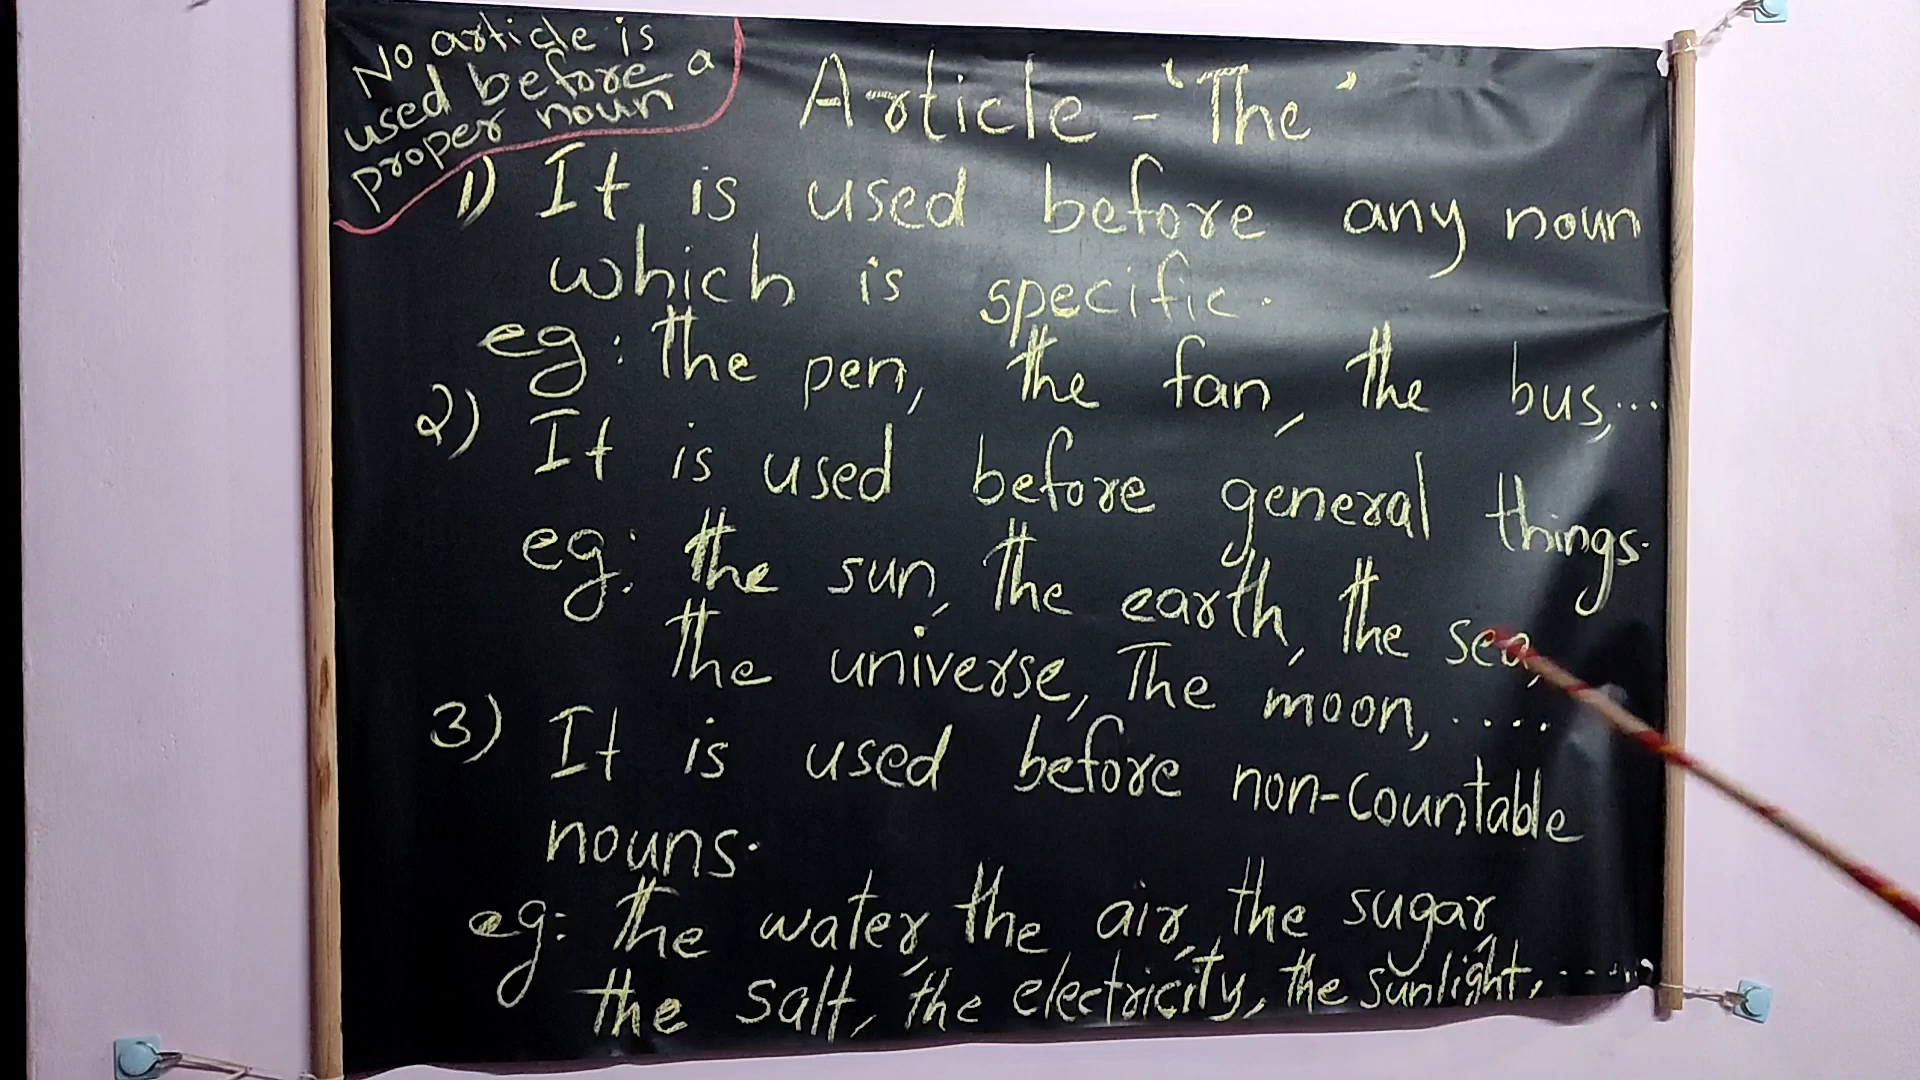 No article is
used before a
proper noun
Article - 'The'
1) It is used before any noun
which is specific.
eg: the pen, the fan, the bus,...
2) It is used before general things.
eg: the sun, the earth, the sea,
the universe, The moon, ....
3) It is used before non-countable
nouns.
eg: the water, the air, the sugar,
the salt, the electricity, the sunlight, .....